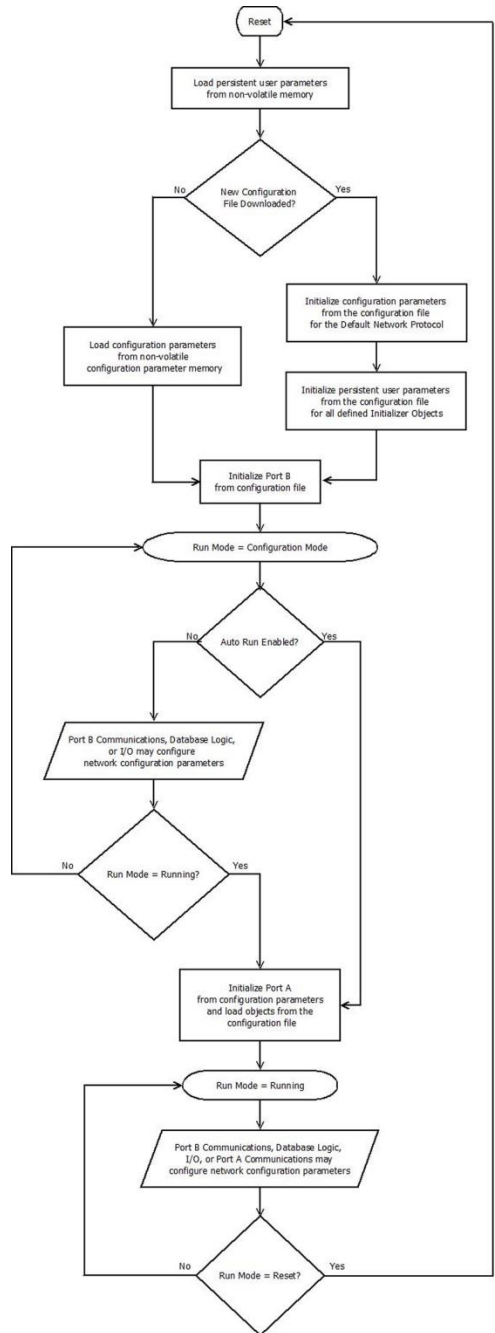 Reset
Load persistent user parameters
from non-volatile memory
No
New Configuration
File Downloaded?
Yes
Initialize configuration parameters
from the configuration file
for the Default Network Protocol
Load configuration parameters
from non-volatile
configuration parameter memory
Initialize persistent user parameters
from the configuration file
for all defined Initializer Objects
Initialize Port B
from configuration file
Run Mode = Configuration Mode
No
Auto Run Enabled?
Yes
Port B Communications, Database Logic,
or I/O may configure
network configuration parameters
No
Run Mode = Running?
Yes
Initialize Port A
from configuration parameters
and load objects from the
configuration file
Run Mode = Running
Port B Communications, Database Logic,
I/O, or Port A Communications may
configure network configuration parameters
No
Run Mode = Reset?
Yes